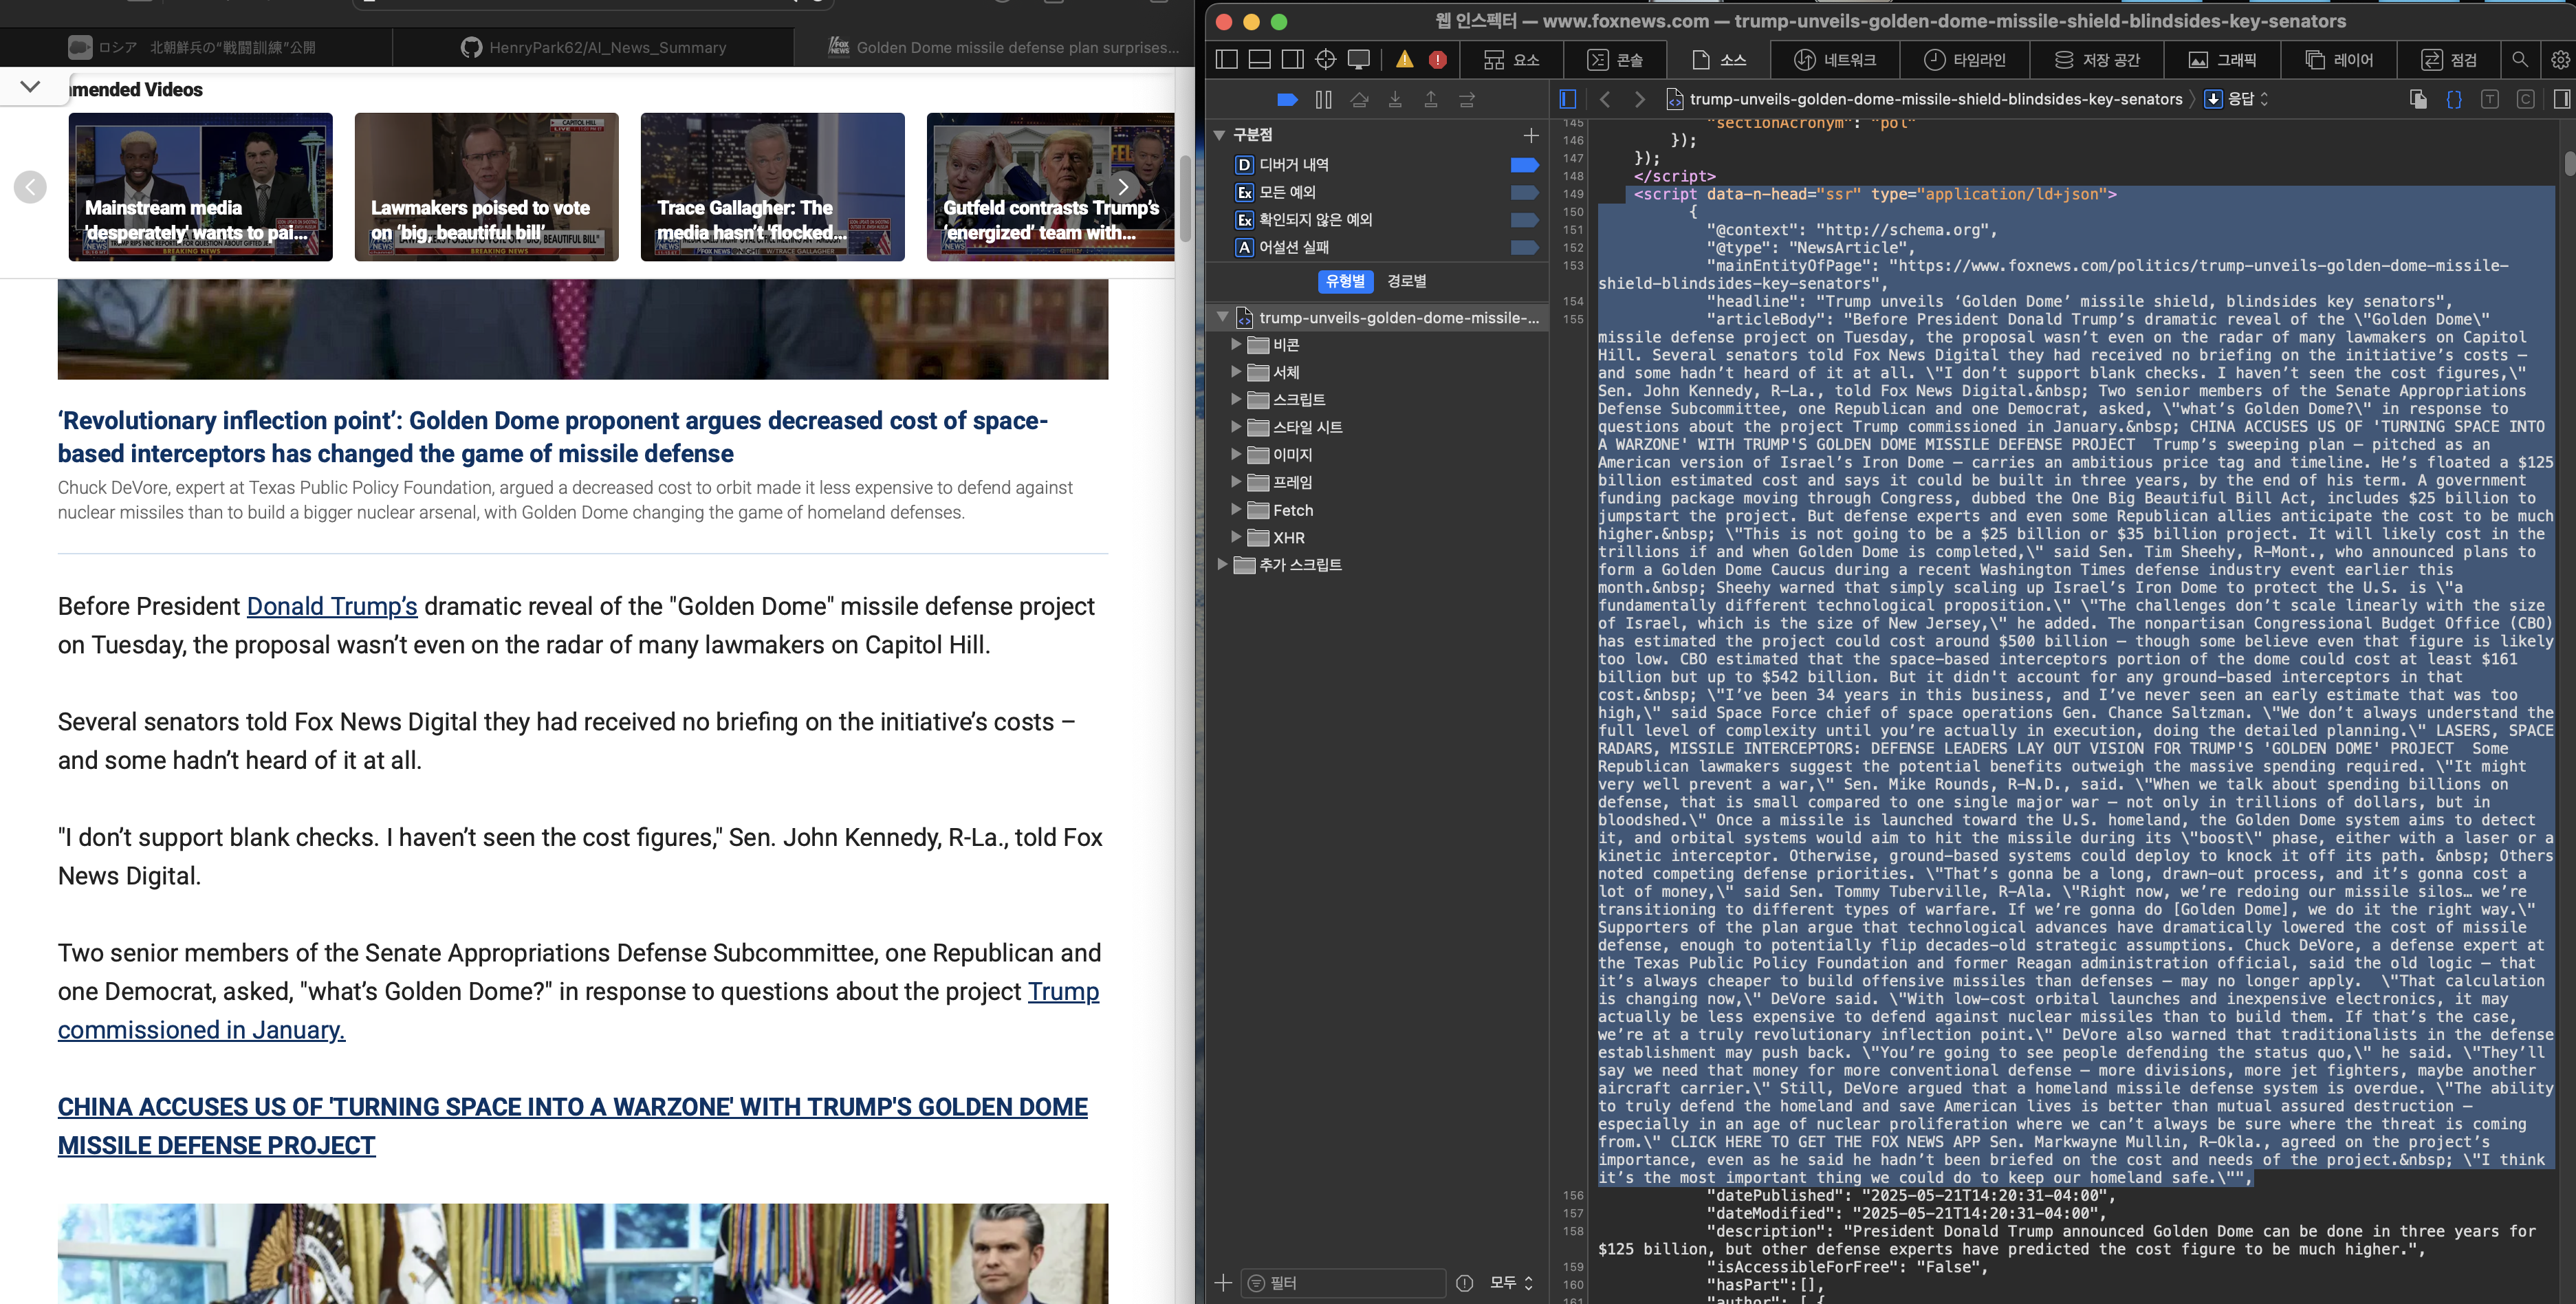 ロシア 北朝鮮兵の“戦闘訓練”公開
HenryPark62/AI_News_Summary
Golden Dome missile defense plan surprises...
mmended Videos
Mainstream media
'desperately' wants to pai...
Lawmakers poised to vote
on ‘big, beautiful bill’
Trace Gallagher: The
media hasn’t 'flocked...
Gutfeld contrasts Trump’s
‘energized’ team with...
‘Revolutionary inflection point’: Golden Dome proponent argues decreased cost of space-
based interceptors has changed the game of missile defense
Chuck DeVore, expert at Texas Public Policy Foundation, argued a decreased cost to orbit made it less expensive to defend against
nuclear missiles than to build a bigger nuclear arsenal, with Golden Dome changing the game of homeland defenses.
Before President Donald Trump’s dramatic reveal of the "Golden Dome" missile defense project
on Tuesday, the proposal wasn’t even on the radar of many lawmakers on Capitol Hill.
Several senators told Fox News Digital they had received no briefing on the initiative’s costs –
and some hadn’t heard of it at all.
"I don’t support blank checks. I haven’t seen the cost figures," Sen. John Kennedy, R-La., told Fox
News Digital.
Two senior members of the Senate Appropriations Defense Subcommittee, one Republican and
one Democrat, asked, "what’s Golden Dome?" in response to questions about the project Trump
commissioned in January.
CHINA ACCUSES US OF 'TURNING SPACE INTO A WARZONE' WITH TRUMP'S GOLDEN DOME
MISSILE DEFENSE PROJECT
웹 인스펙터 — www.foxnews.com — trump-unveils-golden-dome-missile-shield-blindsides-key-senators
요소 콘솔 소스 네트워크 타임라인 저장 공간 그래픽 레이어 점검
trump-unveils-golden-dome-missile-shield-blindsides-key-senators 응답
구분점
D 디버거 내역
Ex 모든 예외
Ex 확인되지 않은 예외
A 어설션 실패
유형별 경로별
trump-unveils-golden-dome-missile-...
비콘
서체
스크립트
스타일 시트
이미지
프레임
Fetch
XHR
추가 스크립트
필터 모두
145 "sectionAcronym": "pol"
146 });
147 });
148 </script>
149 <script data-n-head="ssr" type="application/ld+json">
150 {
151 "@context": "http://schema.org",
152 "@type": "NewsArticle",
153 "mainEntityOfPage": "https://www.foxnews.com/politics/trump-unveils-golden-dome-missile-
shield-blindsides-key-senators",
154 "headline": "Trump unveils ‘Golden Dome’ missile shield, blindsides key senators",
155 "articleBody": "Before President Donald Trump’s dramatic reveal of the \"Golden Dome\"
missile defense project on Tuesday, the proposal wasn’t even on the radar of many lawmakers on Capitol
Hill. Several senators told Fox News Digital they had received no briefing on the initiative’s costs –
and some hadn’t heard of it at all. \"I don’t support blank checks. I haven’t seen the cost figures,\"
Sen. John Kennedy, R-La., told Fox News Digital.&nbsp; Two senior members of the Senate Appropriations
Defense Subcommittee, one Republican and one Democrat, asked, \"what’s Golden Dome?\" in response to
questions about the project Trump commissioned in January.&nbsp; CHINA ACCUSES US OF 'TURNING SPACE INTO
A WARZONE' WITH TRUMP'S GOLDEN DOME MISSILE DEFENSE PROJECT  Trump’s sweeping plan – pitched as an
American version of Israel’s Iron Dome – carries an ambitious price tag and timeline. He’s floated a $125
billion estimated cost and says it could be built in three years, by the end of his term. A government
funding package moving through Congress, dubbed the One Big Beautiful Bill Act, includes $25 billion to
jumpstart the project. But defense experts and even some Republican allies anticipate the cost to be much
higher.&nbsp; \"This is not going to be a $25 billion or $35 billion project. It will likely cost in the
trillions if and when Golden Dome is completed,\" said Sen. Tim Sheehy, R-Mont., who announced plans to
form a Golden Dome Caucus during a recent Washington Times defense industry event earlier this
month.&nbsp; Sheehy warned that simply scaling up Israel’s Iron Dome to protect the U.S. is \"a
fundamentally different technological proposition.\" \"The challenges don’t scale linearly with the size
of Israel, which is the size of New Jersey,\" he added. The nonpartisan Congressional Budget Office (CBO)
has estimated the project could cost around $500 billion – though some believe even that figure is likely
too low. CBO estimated that the space-based interceptors portion of the dome could cost at least $161
billion but up to $542 billion. But it didn't account for any ground-based interceptors in that
cost.&nbsp; \"I’ve been 34 years in this business, and I’ve never seen an early estimate that was too
high,\" said Space Force chief of space operations Gen. Chance Saltzman. \"We don’t always understand the
full level of complexity until you’re actually in execution, doing the detailed planning.\" LASERS, SPACE
RADARS, MISSILE INTERCEPTORS: DEFENSE LEADERS LAY OUT VISION FOR TRUMP'S 'GOLDEN DOME' PROJECT  Some
Republican lawmakers suggest the potential benefits outweigh the massive spending required. \"It might
very well prevent a war,\" Sen. Mike Rounds, R-N.D., said. \"When we talk about spending billions on
defense, that is small compared to one single major war – not only in trillions of dollars, but in
bloodshed.\" Once a missile is launched toward the U.S. homeland, the Golden Dome system aims to detect
it, and orbital systems would aim to hit the missile during its \"boost\" phase, either with a laser or a
kinetic interceptor. Otherwise, ground-based systems could deploy to knock it off its path. &nbsp; Others
noted competing defense priorities. \"That’s gonna be a long, drawn-out process, and it’s gonna cost a
lot of money,\" said Sen. Tommy Tuberville, R-Ala. \"Right now, we’re redoing our missile silos… we’re
transitioning to different types of warfare. If we’re gonna do [Golden Dome], we do it the right way.\"
Supporters of the plan argue that technological advances have dramatically lowered the cost of missile
defense, enough to potentially flip decades-old strategic assumptions. Chuck DeVore, a defense expert at
the Texas Public Policy Foundation and former Reagan administration official, said the old logic – that
it’s always cheaper to build offensive missiles than defenses – may no longer apply.  \"That calculation
is changing now,\" DeVore said. \"With low-cost orbital launches and inexpensive electronics, it may
actually be less expensive to defend against nuclear missiles than to build them. If that’s the case,
we’re at a truly revolutionary inflection point.\" DeVore also warned that traditionalists in the defense
establishment may push back. \"You’re going to see people defending the status quo,\" he said. \"They’ll
say we need that money for more conventional defense – more divisions, more jet fighters, maybe another
aircraft carrier.\" Still, DeVore argued that a homeland missile defense system is overdue. \"The ability
to truly defend the homeland and save American lives is better than mutual assured destruction –
especially in an age of nuclear proliferation where we can’t always be sure where the threat is coming
from.\" CLICK HERE TO GET THE FOX NEWS APP Sen. Markwayne Mullin, R-Okla., agreed on the project’s
importance, even as he said he hadn’t been briefed on the cost and needs of the project.&nbsp; \"I think
it’s the most important thing we could do to keep our homeland safe.\"",
156 "datePublished": "2025-05-21T14:20:31-04:00",
157 "dateModified": "2025-05-21T14:20:31-04:00",
158 "description": "President Donald Trump announced Golden Dome can be done in three years for
$125 billion, but other defense experts have predicted the cost figure to be much higher.",
159 "isAccessibleForFree": "False",
160 "hasPart":[],
161 "author": [ {